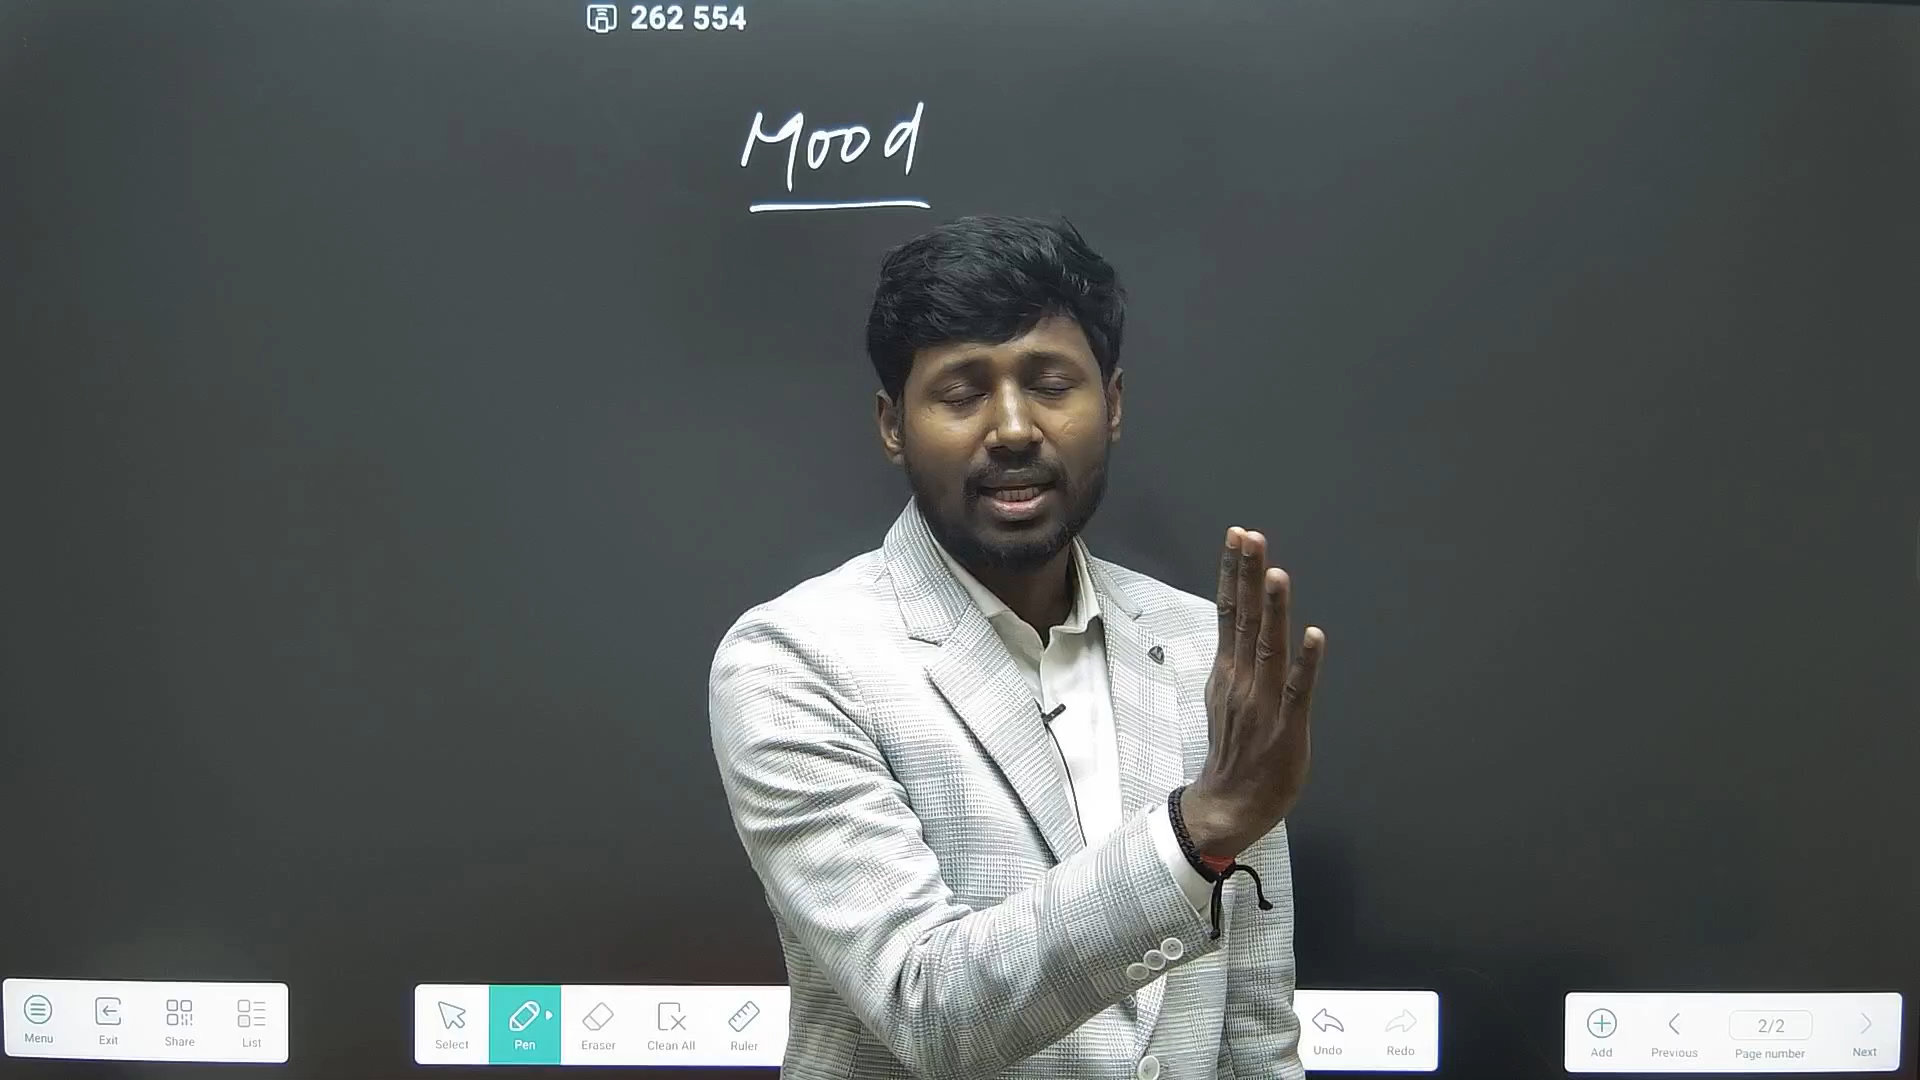 262 554
Mood
Menu Exit Share List
Select Pen Eraser Clean All Ruler
Undo Redo
Add Previous 2/2 Page number Next